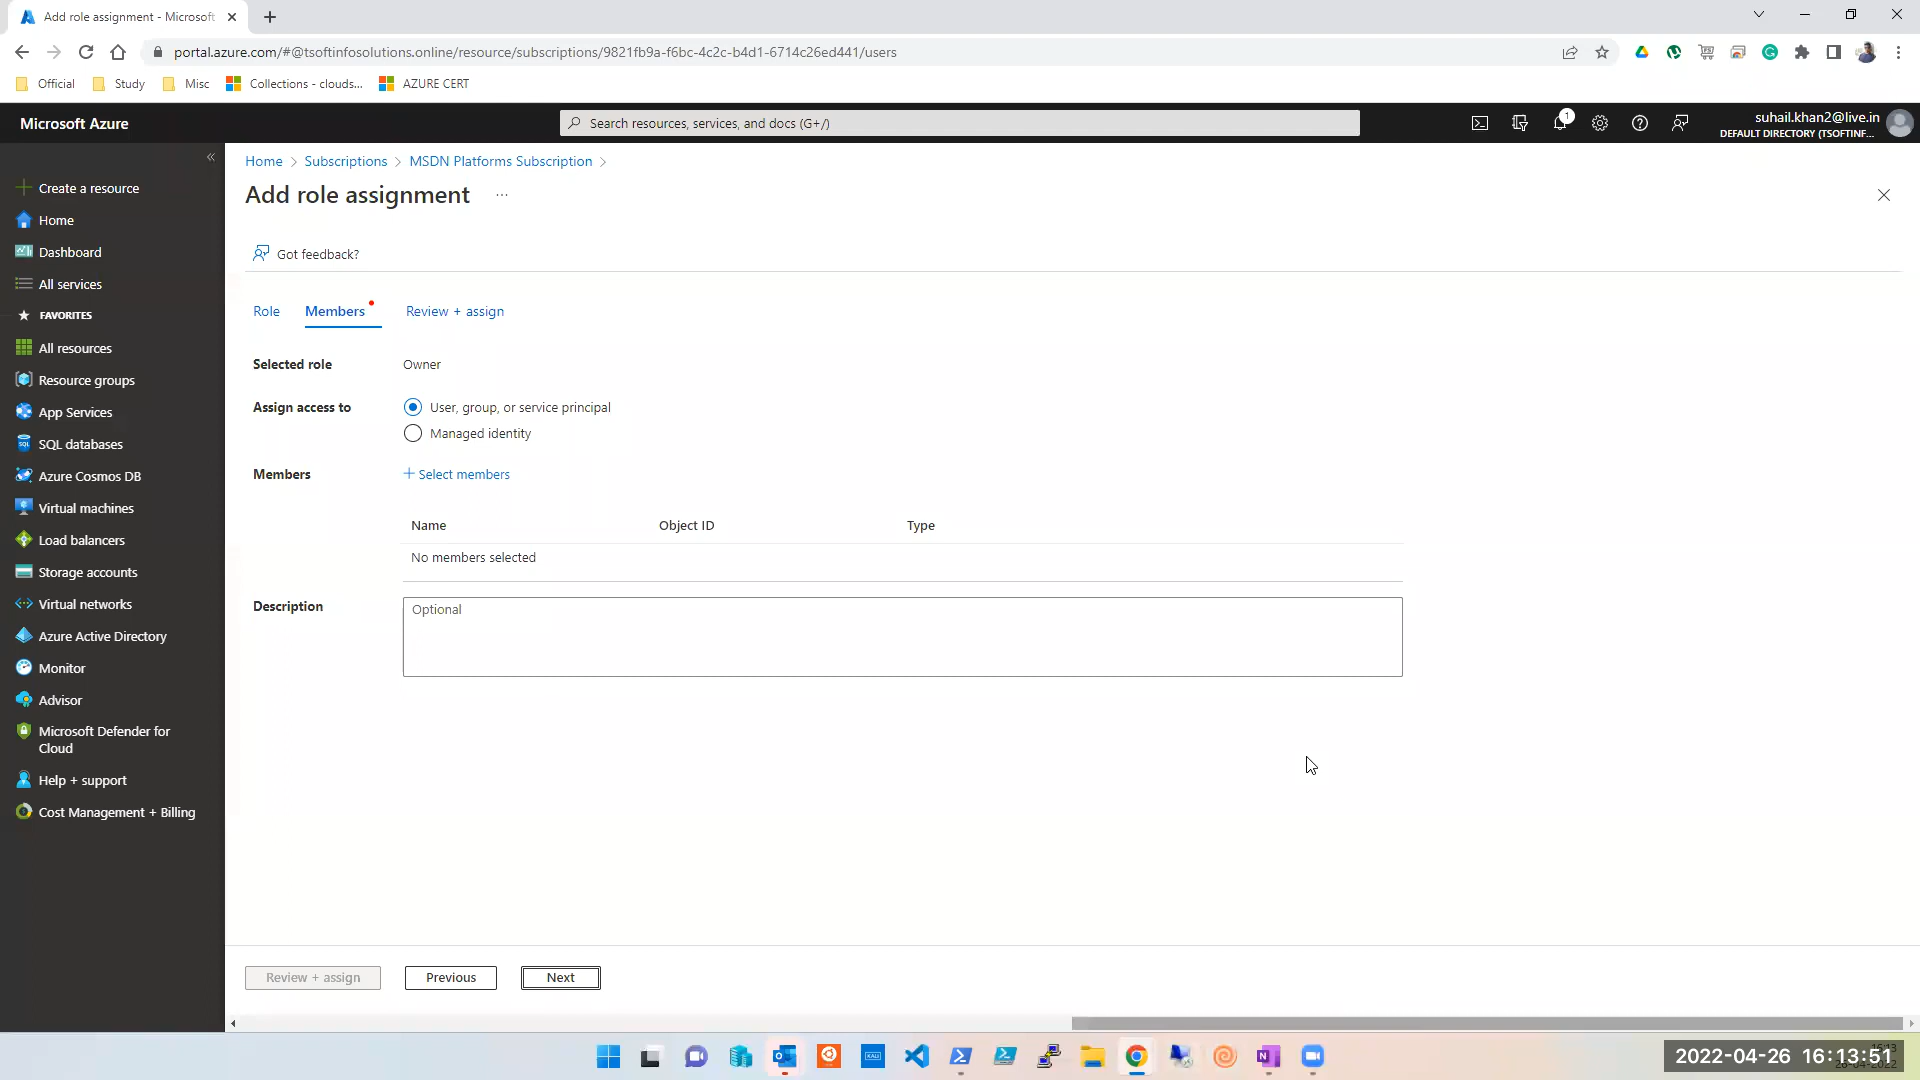 Add role assignment - Microsoft
portal.azure.com/#@tsoftinfosolutions.online/resource/subscriptions/9821fb9a-f6bc-4c2c-b4d1-6714c26ed441/users
Official
Study
Misc
Collections - clouds...
AZURE CERT
Microsoft Azure
Search resources, services, and docs (G+/)
1
suhail.khan2@live.in
DEFAULT DIRECTORY (TSOFTINF...
Create a resource
Home
Dashboard
All services
FAVORITES
All resources
Resource groups
App Services
SQL databases
Azure Cosmos DB
Virtual machines
Load balancers
Storage accounts
Virtual networks
Azure Active Directory
Monitor
Advisor
Microsoft Defender for
Cloud
Help + support
Cost Management + Billing
Home > Subscriptions > MSDN Platforms Subscription >
Add role assignment ...
Got feedback?
Role
Members
Review + assign
Selected role
Owner
Assign access to
User, group, or service principal
Managed identity
Members
+ Select members
Name
Object ID
Type
No members selected
Description
Optional
Review + assign
Previous
Next
2022-04-26 16:13:51